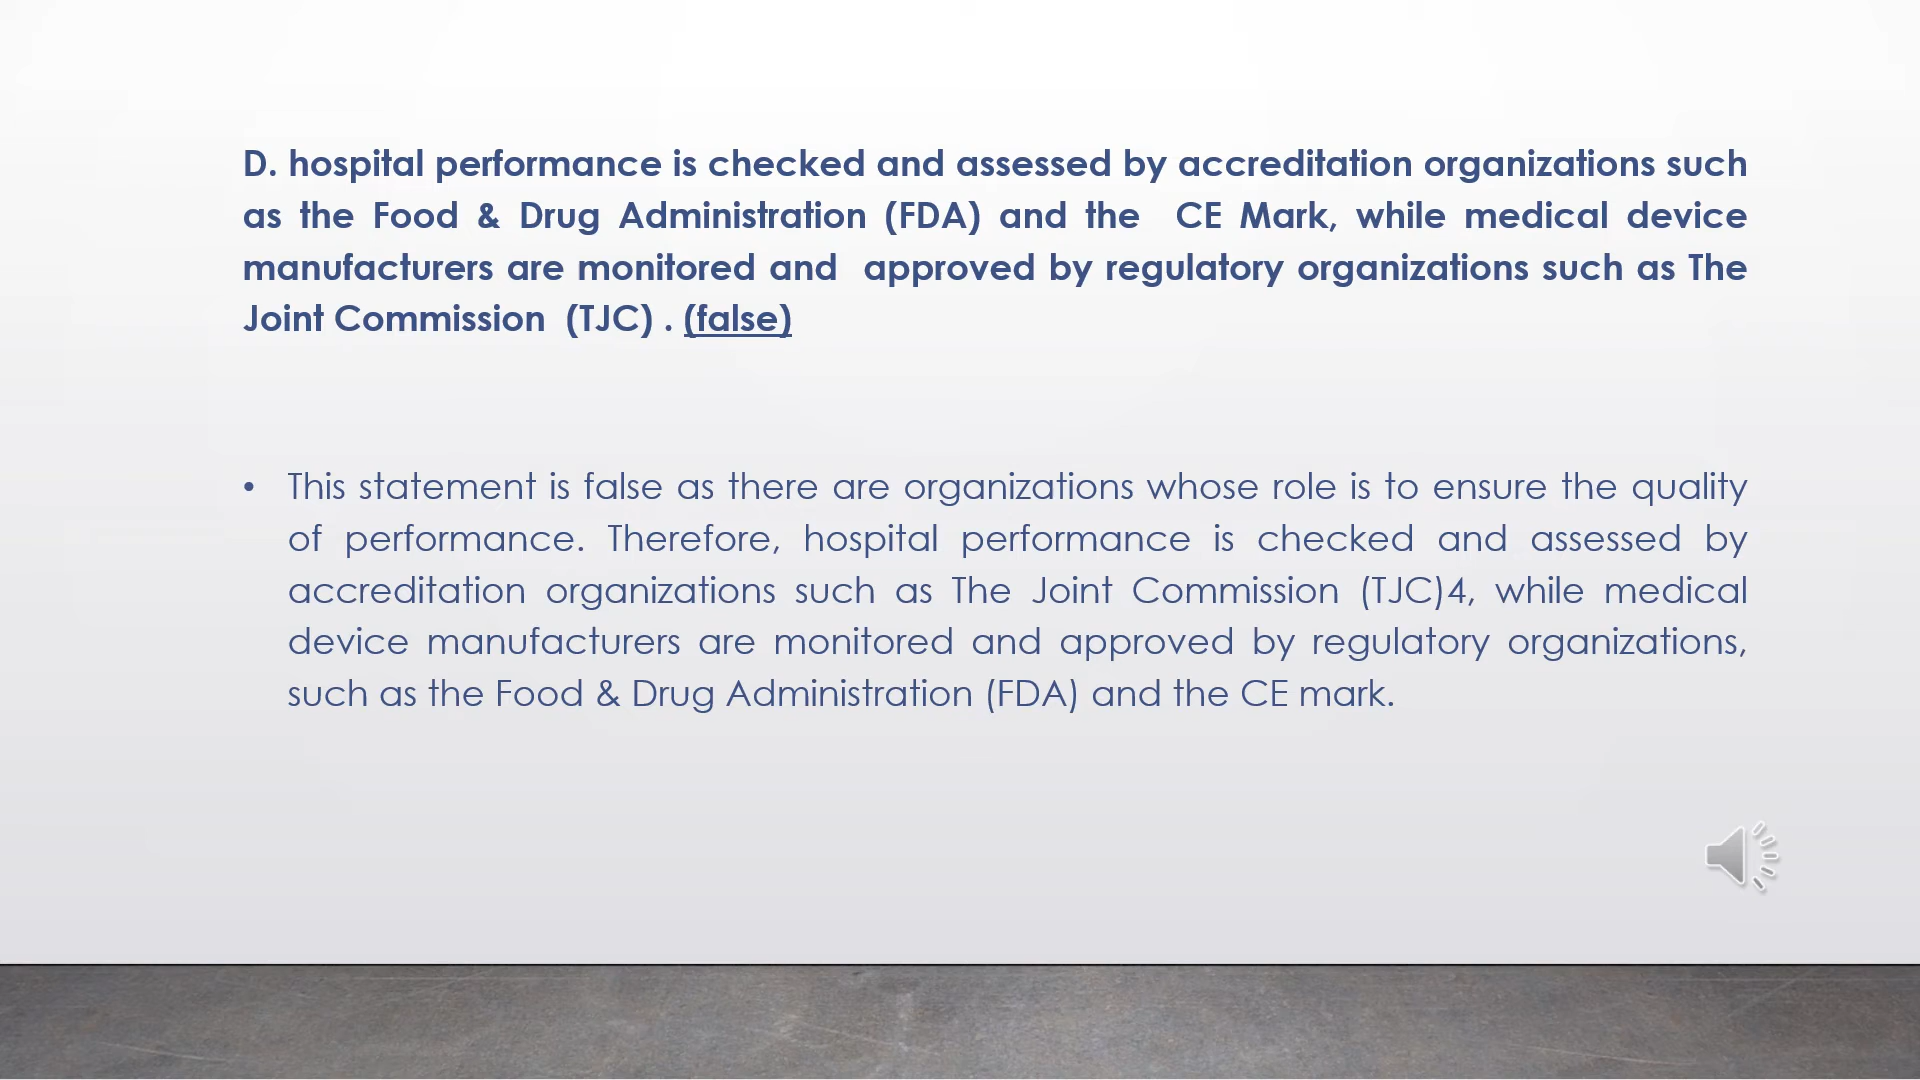 D. hospital performance is checked and assessed by accreditation organizations such
as the Food & Drug Administration (FDA) and the CE Mark, while medical device
manufacturers are monitored and approved by regulatory organizations such as The
Joint Commission (TJC) . (false)
• This statement is false as there are organizations whose role is to ensure the quality
of performance. Therefore, hospital performance is checked and assessed by
accreditation organizations such as The Joint Commission (TJC)4, while medical
device manufacturers are monitored and approved by regulatory organizations,
such as the Food & Drug Administration (FDA) and the CE mark.